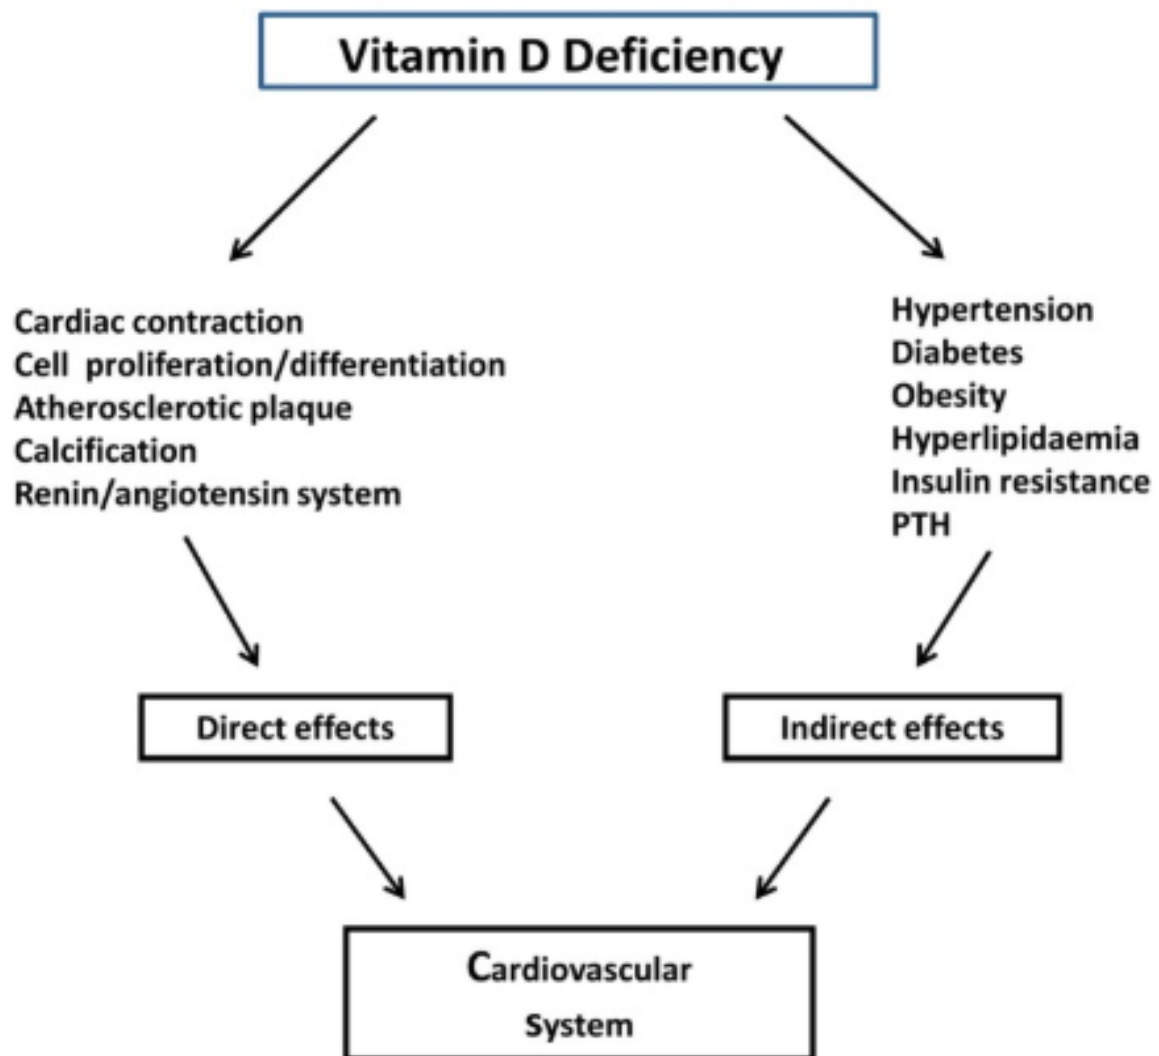 Vitamin D Deficiency
Cardiac contraction
Cell proliferation/differentiation
Atherosclerotic plaque
Calcification
Renin/angiotensin system
Hypertension
Diabetes
Obesity
Hyperlipidaemia
Insulin resistance
PTH
Direct effects
Indirect effects
Cardiovascular
system